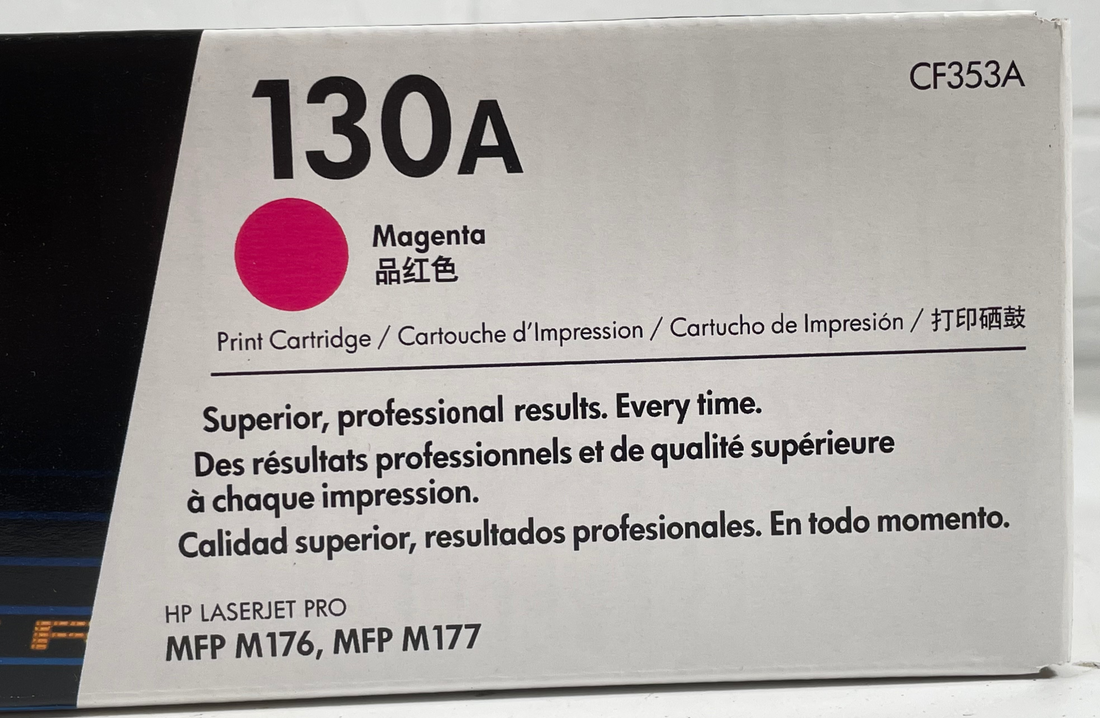 130A
CF353A
Magenta
品红色
Print Cartridge / Cartouche d'Impression / Cartucho de Impresión / 打印硒鼓
Superior, professional results. Every time.
Des résultats professionnels et de qualité supérieure
à chaque impression.
Calidad superior, resultados profesionales. En todo momento.
HP LASERJET PRO
MFP M176, MFP M177